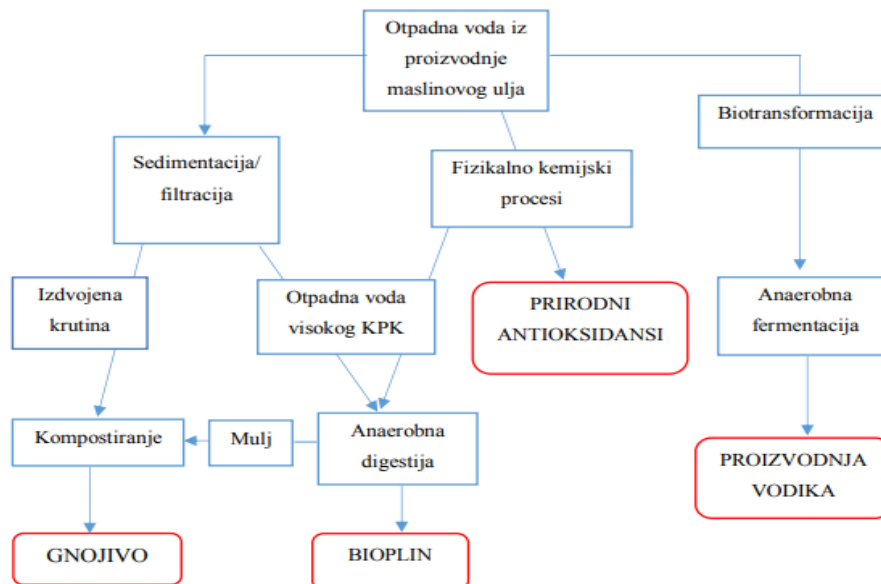 Otpadna voda iz
proizvodnje
maslinovog ulja
Biotransformacija
Sedimentacija/
filtracija
Fizikalno kemijski
procesi
Izdvojena
krutina
Otpadna voda
visokog KPK
PRIRODNI
ANTIOKSIDANSI
Anaerobna
fermentacija
Kompostiranje
Mulj
Anaerobna
digestija
PROIZVODNJA
VODIKA
GNOJIVO
BIOPLIN